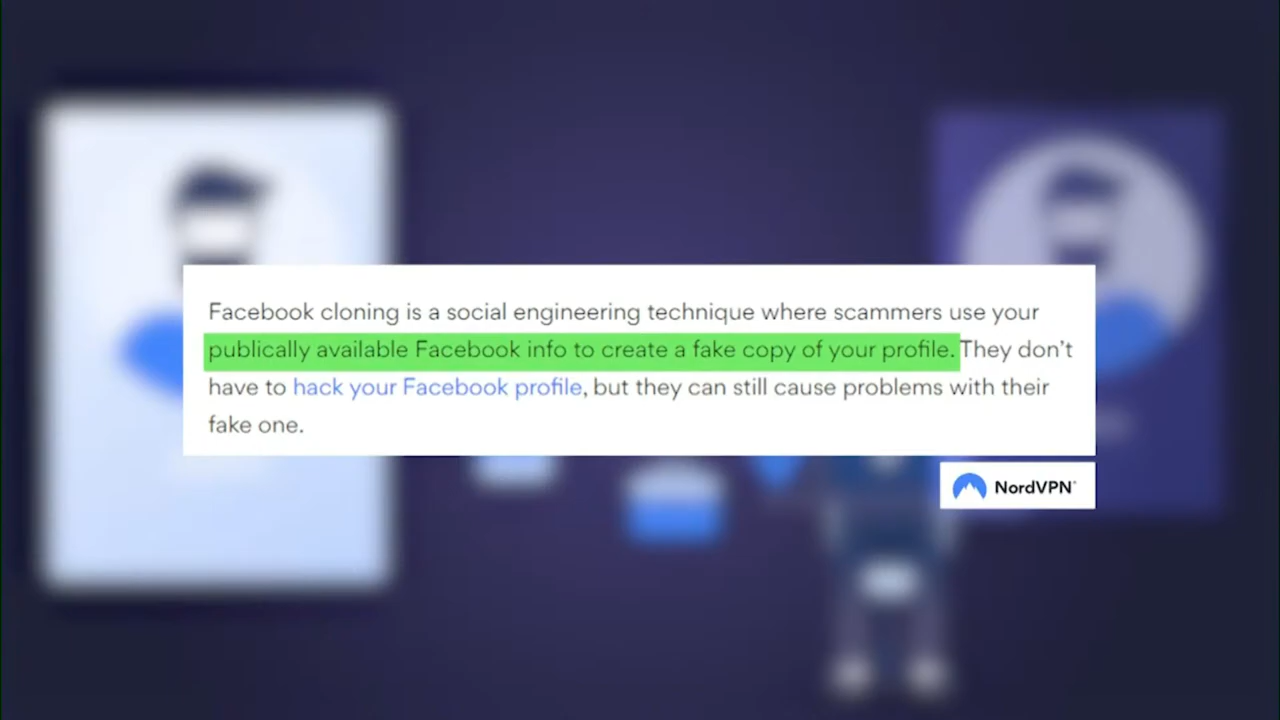 Facebook cloning is a social engineering technique where scammers use your
publically available Facebook info to create a fake copy of your profile. They don't
have to hack your Facebook profile, but they can still cause problems with their
fake one.
NordVPN